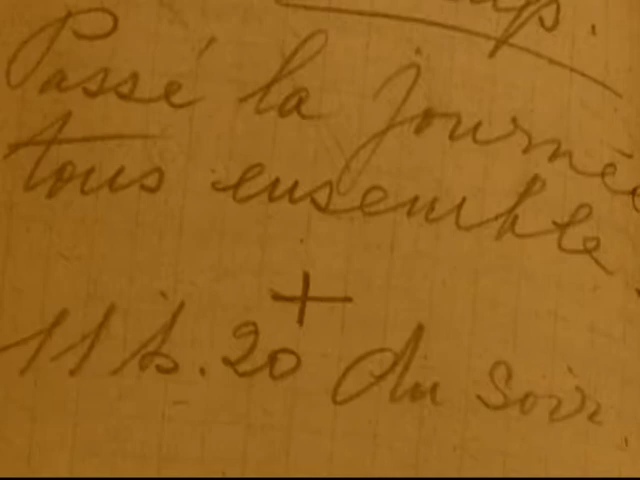 Passé la journée
tous ensemble
+
11 h. 20 du soir